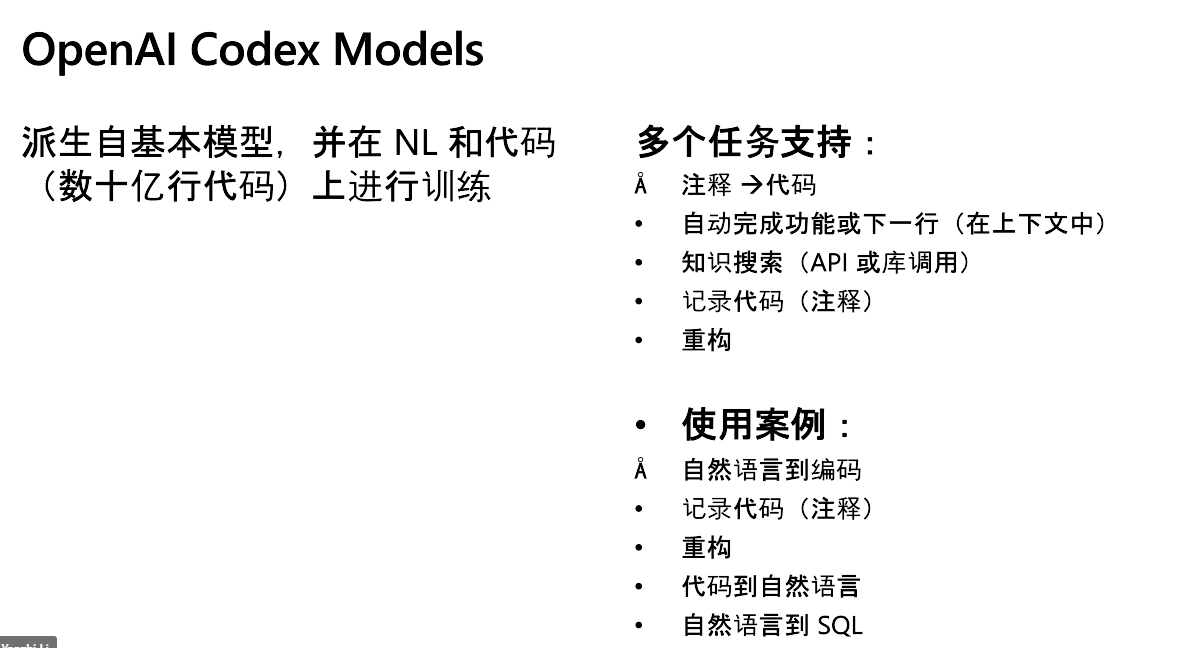 OpenAI Codex Models
派生自基本模型，并在 NL 和代码
（数十亿行代码）上进行训练
多个任务支持：
Å 注释 →代码
• 自动完成功能或下一行（在上下文中）
• 知识搜索（API 或库调用）
• 记录代码（注释）
• 重构
• 使用案例：
Å 自然语言到编码
• 记录代码（注释）
• 重构
• 代码到自然语言
• 自然语言到 SQL